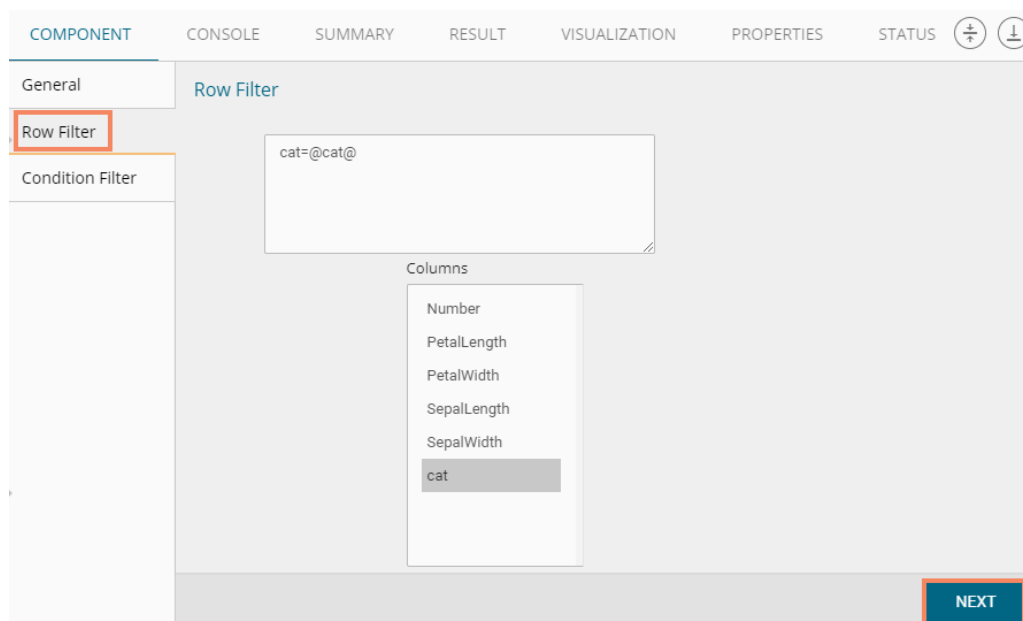 COMPONENT CONSOLE SUMMARY RESULT VISUALIZATION PROPERTIES STATUS
General
Row Filter
Condition Filter
Row Filter
cat=@cat@
Columns
Number
PetalLength
PetalWidth
SepalLength
SepalWidth
cat
NEXT